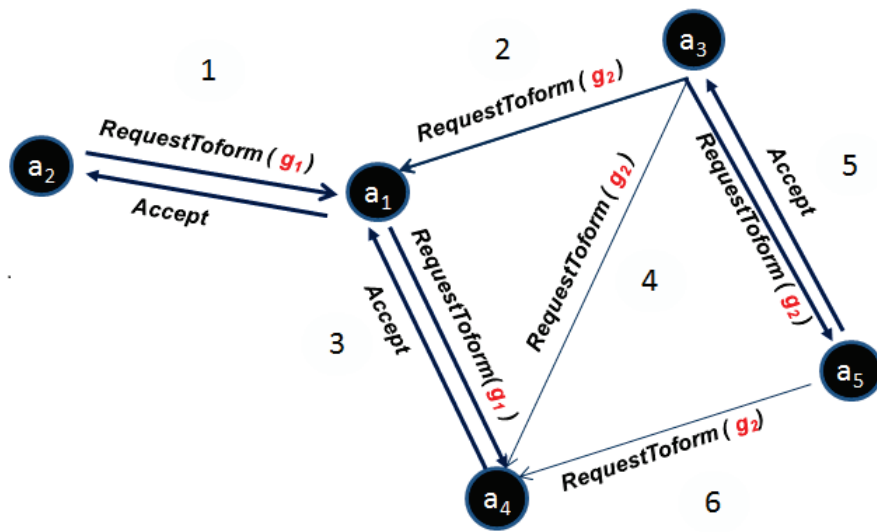 1
2
a3
RequestToform ( g2)
RequestToform ( g1)
a2
a1
Accept
Accept
5
RequestToform ( g2)
RequestToform ( g2)
4
RequestToform( g1)
Accept
3
a5
RequestToform ( g2)
a4
6